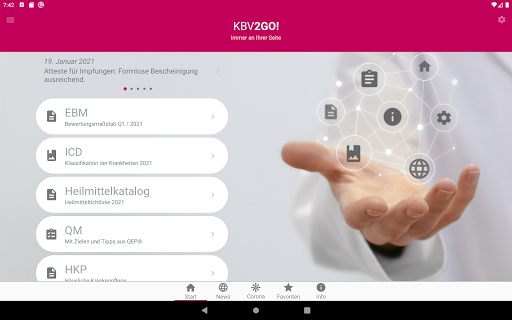 7:42
KBV2GO!
Immer an Ihrer Seite
19. Januar 2021
Atteste für Impfungen: Formlose Bescheinigung
ausreichend.
EBM
Bewertungsmaßstab Q1 / 2021
ICD
Klassifikation der Krankheiten 2021
Heilmittelkatalog
Heilmittelrichtlinie 2021
QM
Mit Zielen und Tipps aus QEP®
HKP
Häusliche Krankenpflege
Start
News
Corona
Favoriten
Info